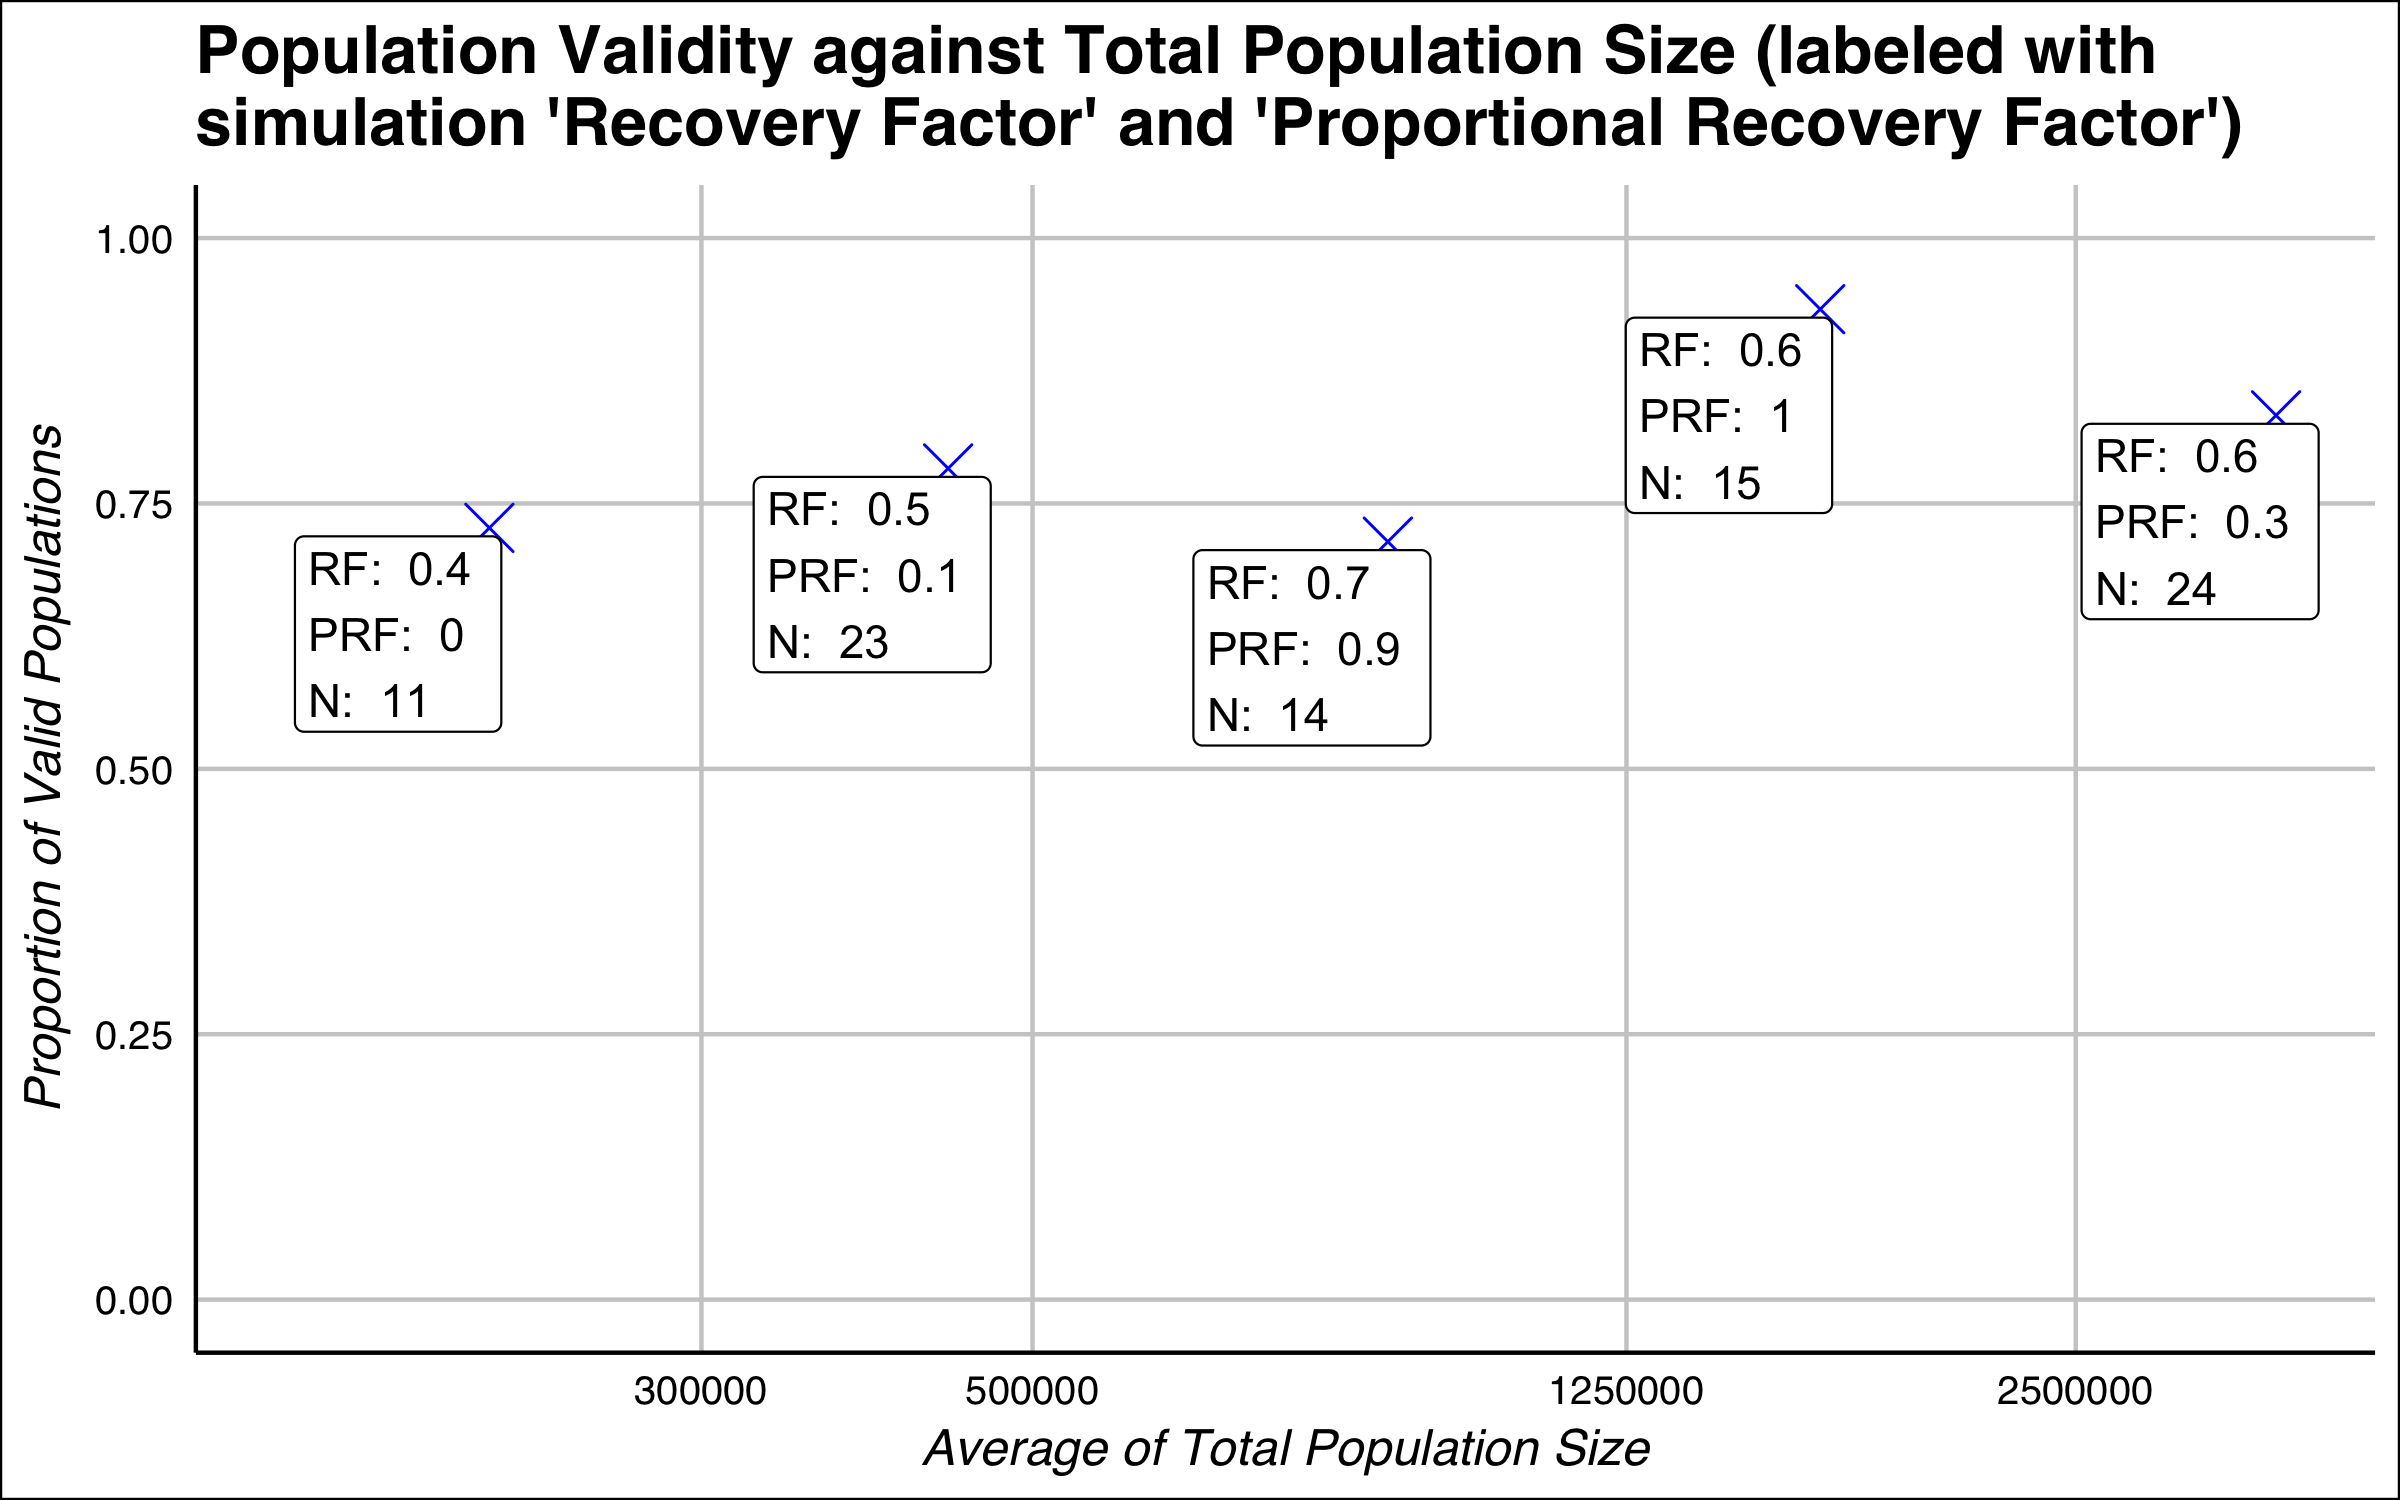 Population Validity against Total Population Size (labeled with
simulation 'Recovery Factor' and 'Proportional Recovery Factor')
Proportion of Valid Populations
1.00
0.75
0.50
0.25
0.00
RF: 0.4
PRF: 0
N: 11
RF: 0.5
PRF: 0.1
N: 23
RF: 0.7
PRF: 0.9
N: 14
RF: 0.6
PRF: 1
N: 15
RF: 0.6
PRF: 0.3
N: 24
300000
500000
1250000
2500000
Average of Total Population Size